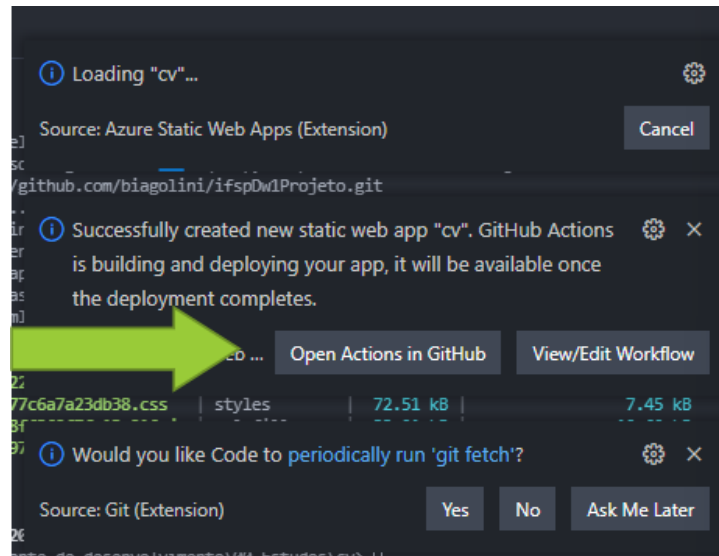 Loading "cv"...
Source: Azure Static Web Apps (Extension)
Cancel
/github.com/biagolini/ifspDw1Projeto.git
Successfully created new static web app "cv". GitHub Actions
is building and deploying your app, it will be available once
the deployment completes.
...
Open Actions in GitHub
View/Edit Workflow
77c6a7a23db38.css | styles | 72.51 kB | 7.45 kB
Would you like Code to periodically run 'git fetch'?
Source: Git (Extension)
Yes
No
Ask Me Later